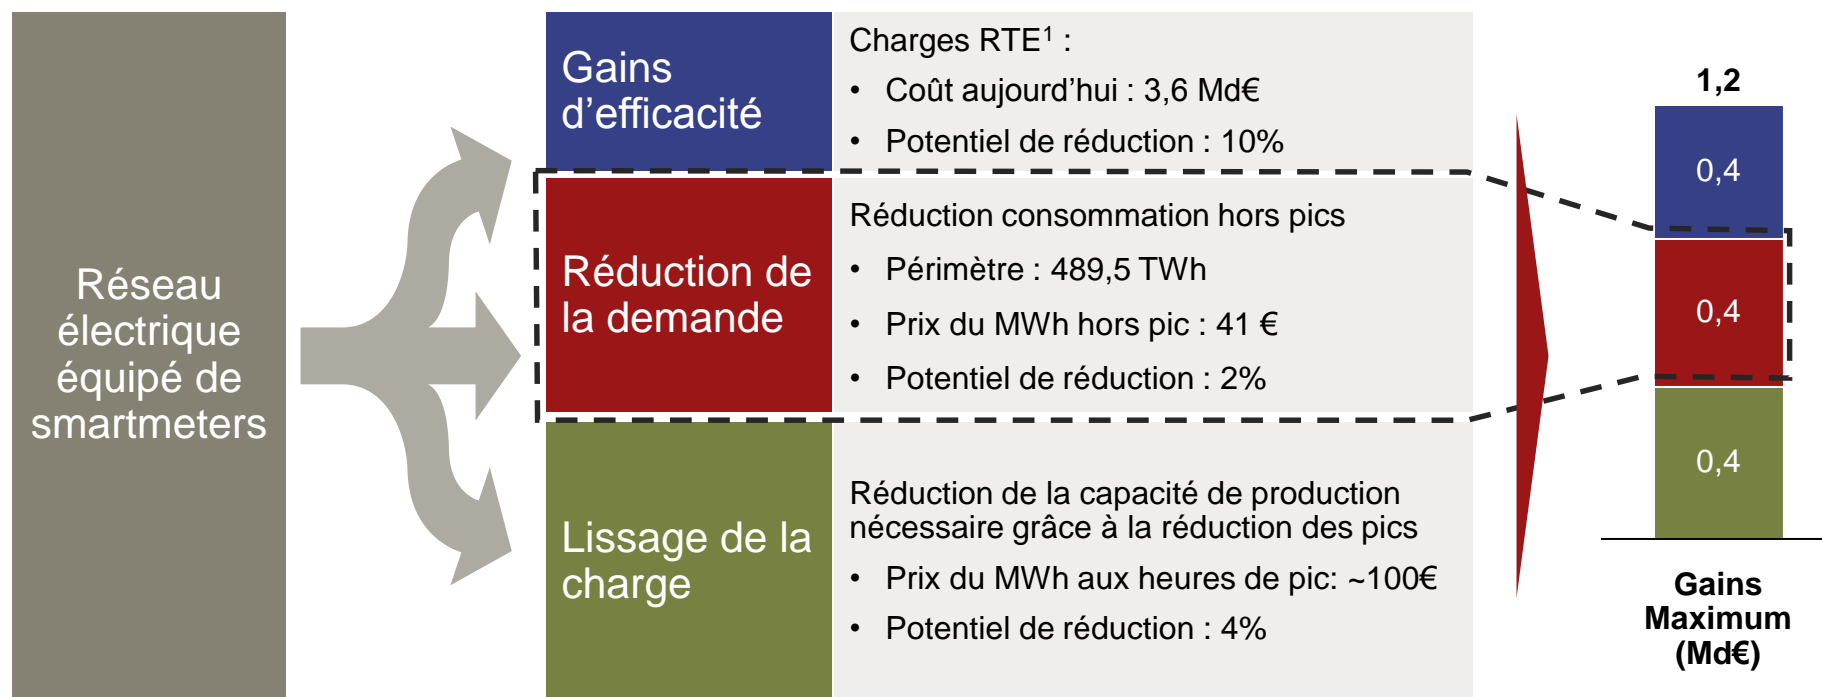 Réseau
électrique
équipé de
smartmeters
Gains
d’efficacité
Charges RTE¹ :
• Coût aujourd’hui : 3,6 Md€
• Potentiel de réduction : 10%
Réduction de
la demande
Réduction consommation hors pics
• Périmètre : 489,5 TWh
• Prix du MWh hors pic : 41 €
• Potentiel de réduction : 2%
Lissage de la
charge
Réduction de la capacité de production
nécessaire grâce à la réduction des pics
• Prix du MWh aux heures de pic: ~100€
• Potentiel de réduction : 4%
1,2
0,4
0,4
0,4
Gains
Maximum
(Md€)